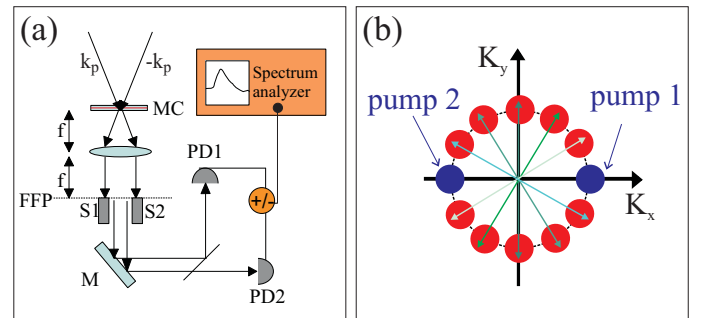 (a)
k_p
-k_p
MC
f
f
FFP
S1
S2
M
PD1
PD2
+/-
Spectrum
analyzer
(b)
K_y
K_x
pump 2
pump 1